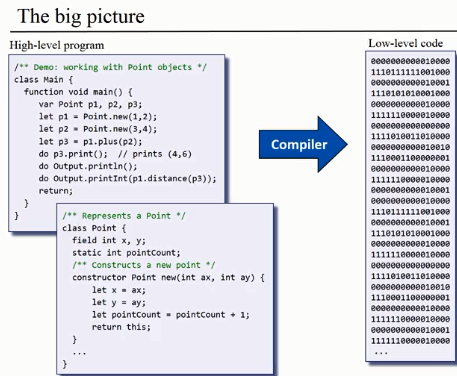 The big picture
High-level program
/** Demo: working with Point objects */
class Main {
function void main() {
var Point p1, p2, p3;
let p1 = Point.new(1,2);
let p2 = Point.new(3,4);
let p3 = p1.plus(p2);
do p3.print();  // prints (4,6)
do Output.println();
do Output.printInt(p1.distance(p3));
return;
}
}
/** Represents a Point */
class Point {
field int x, y;
static int pointCount;
/** Constructs a new point */
constructor Point new(int ax, int ay) {
let x = ax;
let y = ay;
let pointCount = pointCount + 1;
return this;
}
...
}
Compiler
Low-level code
0000000000010000
1110111111001000
0000000000010001
1110101010001000
0000000000010000
1111110000010000
0000000000000000
1111010011010000
0000000000010010
1110001100000001
0000000000010000
1111110000010000
0000000000010001
0000000000010000
1110111111001000
0000000000010001
1110101010001000
0000000000010000
1111110000010000
0000000000000000
1111010011010000
0000000000010010
1110001100000001
0000000000010000
1111110000010000
0000000000010001
1111110000010000
...